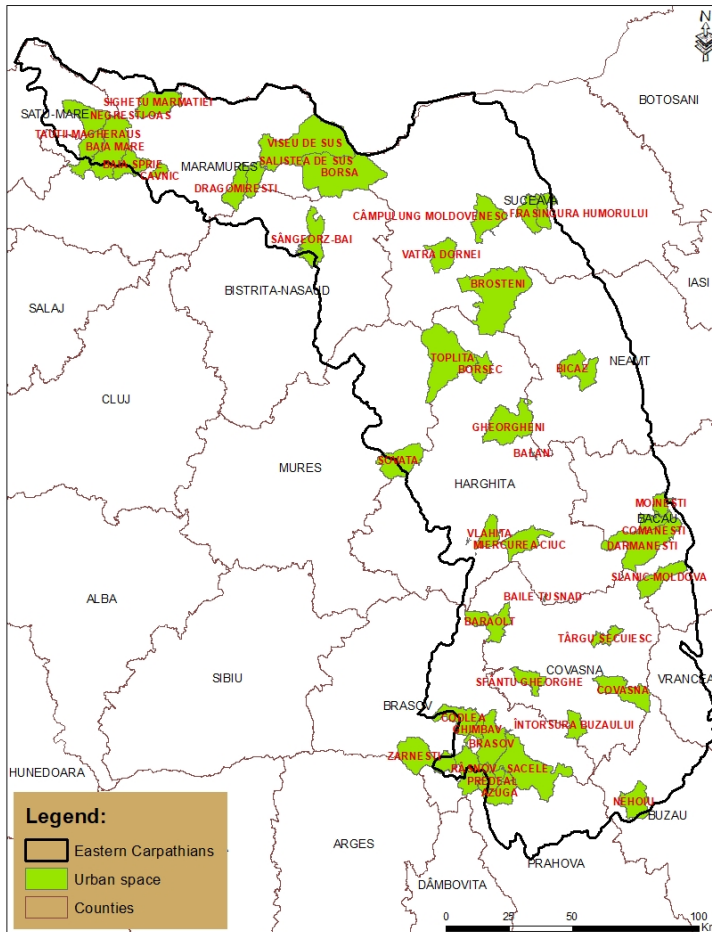 N
BOTOSANI
SATU-MARE
SIGHETU MARMATIEI
NEGRESTI-OAS
TAUTII-MAGHERAUS
BAIA MARE
BAIA SPRIE
CAVNIC
MARAMURES
VISEU DE SUS
SALISTEA DE SUS
BORSA
DRAGOMIRESTI
SUCEAVA
CÂMPULUNG MOLDOVENESC
FRASIN
GURA HUMORULUI
SÂNGEORZ-BAI
VATRA DORNEI
IASI
BISTRITA-NASAUD
BROSTENI
SALAJ
TOPLITA
BORSEC
BICAZ
NEAMT
CLUJ
GHEORGHENI
BALAN
SOVATA
MURES
HARGHITA
MOINESTI
BACAU
COMANESTI
DARMANESTI
VLAHITA
MIERCUREA-CIUC
SLANIC MOLDOVA
ALBA
BAILE TUSNAD
BARAOLT
TÂRGU SECUIESC
SIBIU
COVASNA
VRANCEA
SFÂNTU GHEORGHE
COVASNA
BRASOV
CODLEA
GHIMBAV
ÎNTORSURA BUZAULUI
BRASOV
ZARNESTI
RÂSNOV
SACELE
PREDEAL
AZUGA
HUNEDOARA
NEHOIU
BUZAU
ARGES
PRAHOVA
DÂMBOVITA
Legend:
Eastern Carpathians
Urban space
Counties
0 25 50 100
Km